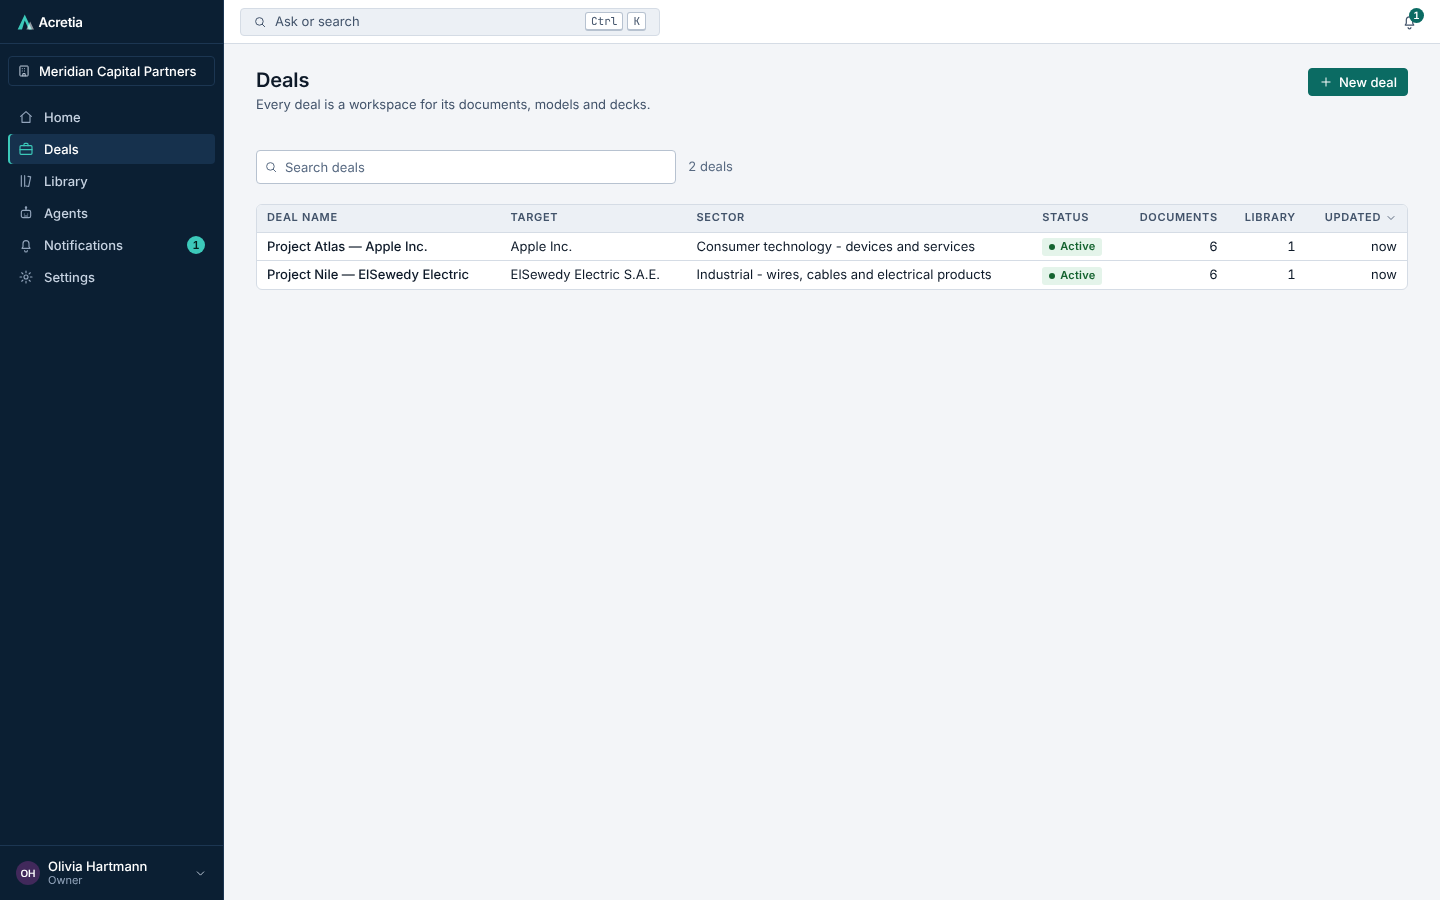 Acretia
Ask or search
Ctrl K
1
Meridian Capital Partners
Home
Deals
Library
Agents
Notifications 1
Settings
Deals
Every deal is a workspace for its documents, models and decks.
New deal
Search deals
2 deals
DEAL NAME TARGET SECTOR STATUS DOCUMENTS LIBRARY UPDATED
Project Atlas — Apple Inc. Apple Inc. Consumer technology - devices and services Active 6 1 now
Project Nile — ElSewedy Electric ElSewedy Electric S.A.E. Industrial - wires, cables and electrical products Active 6 1 now
OH
Olivia Hartmann
Owner